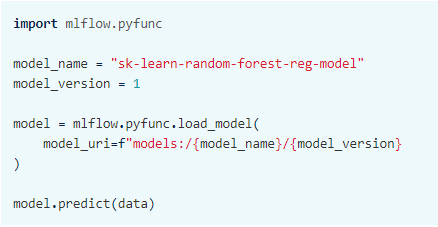 import mlflow.pyfunc
model_name = "sk-learn-random-forest-reg-model"
model_version = 1
model = mlflow.pyfunc.load_model(
    model_uri=f"models:/{model_name}/{model_version}
)
model.predict(data)